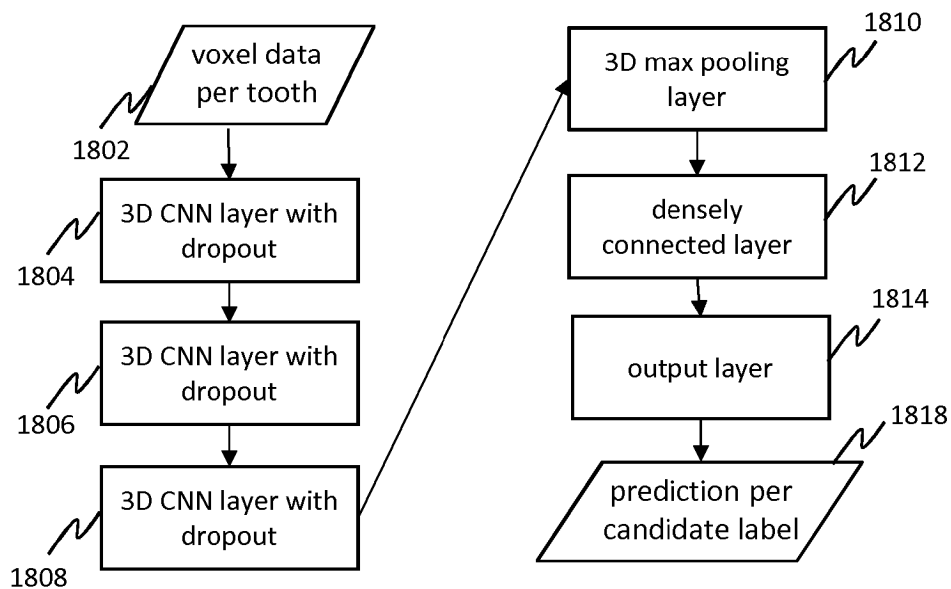 voxel data
per tooth
1802
3D CNN layer with
dropout
1804
3D CNN layer with
dropout
1806
3D CNN layer with
dropout
1808
1810
3D max pooling
layer
1812
densely
connected layer
1814
output layer
1818
prediction per
candidate label